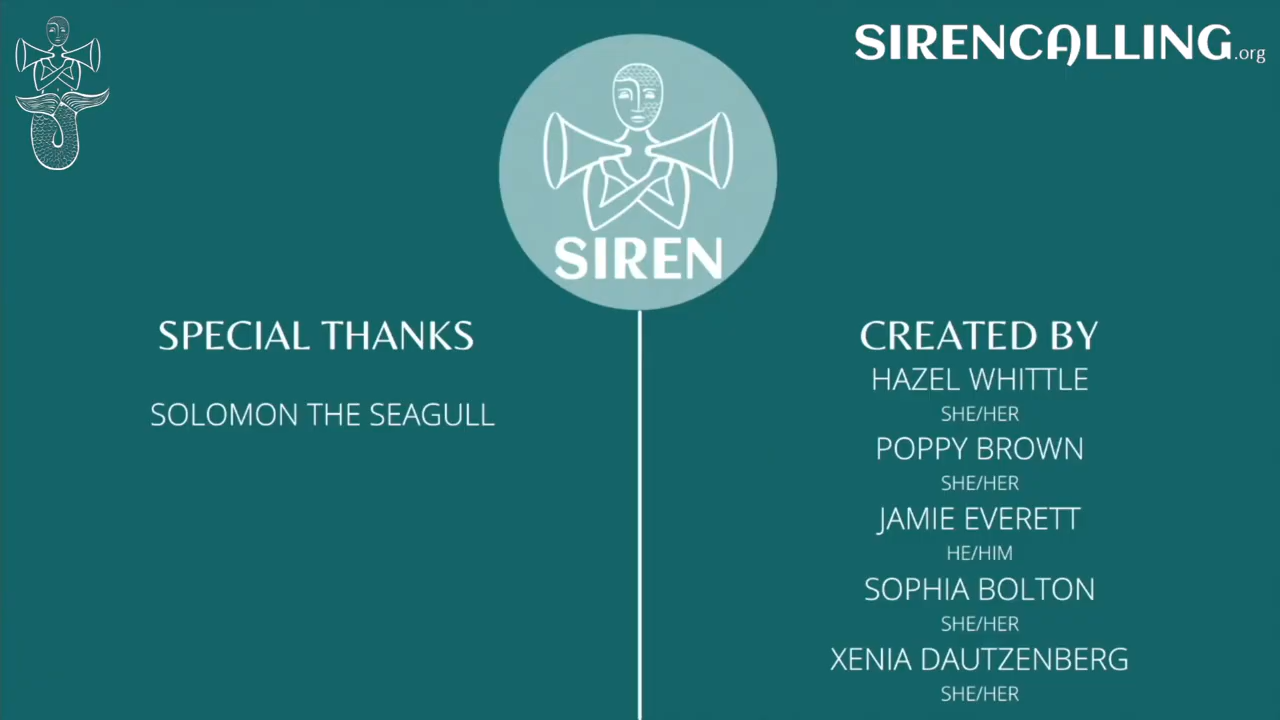 SIRENCALLING.org
SIREN
SPECIAL THANKS
SOLOMON THE SEAGULL
CREATED BY
HAZEL WHITTLE
SHE/HER
POPPY BROWN
SHE/HER
JAMIE EVERETT
HE/HIM
SOPHIA BOLTON
SHE/HER
XENIA DAUTZENBERG
SHE/HER